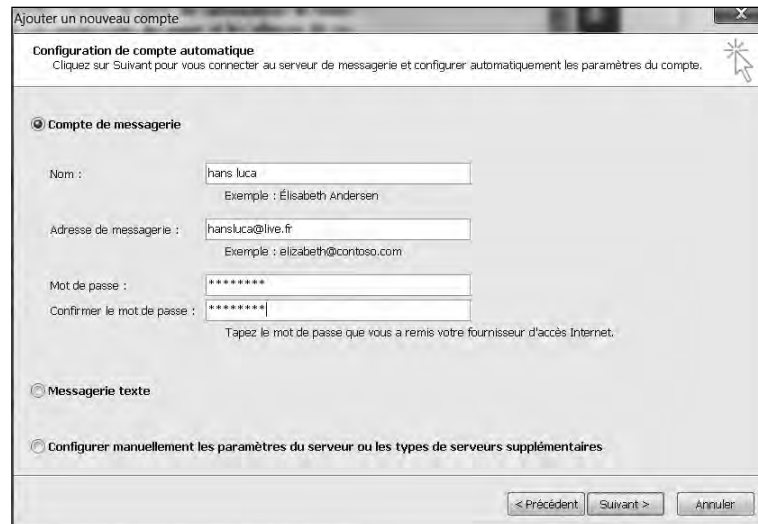 Ajouter un nouveau compte
Configuration de compte automatique
Cliquez sur Suivant pour vous connecter au serveur de messagerie et configurer automatiquement les paramètres du compte.
Compte de messagerie
Nom : hans luca
Exemple : Élisabeth Andersen
Adresse de messagerie : hansluca@live.fr
Exemple : elizabeth@contoso.com
Mot de passe : ********
Confirmer le mot de passe : ********
Tapez le mot de passe que vous a remis votre fournisseur d'accès Internet.
Messagerie texte
Configurer manuellement les paramètres du serveur ou les types de serveurs supplémentaires
< Précédent Suivant > Annuler